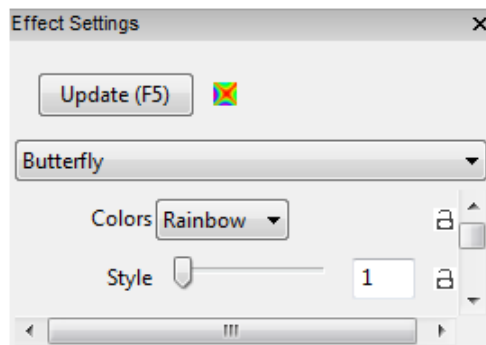 Effect Settings
Update (F5)
Butterfly
Colors Rainbow
Style 1